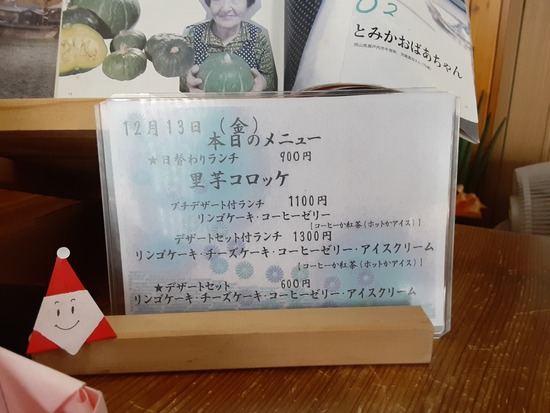 02
とみかおばあちゃん
12月13日 (金)
本日のメニュー
★日替わりランチ 900円
里芋コロッケ
プチデザート付ランチ 1100円
リンゴケーキ・コーヒーゼリー
【コーヒーか紅茶(ホットかアイス)】
デザートセット付ランチ 1300円
リンゴケーキ・チーズケーキ・コーヒーゼリー・アイスクリーム
【コーヒーか紅茶(ホットかアイス)】
★デザートセット 600円
リンゴケーキ・チーズケーキ・コーヒーゼリー・アイスクリーム